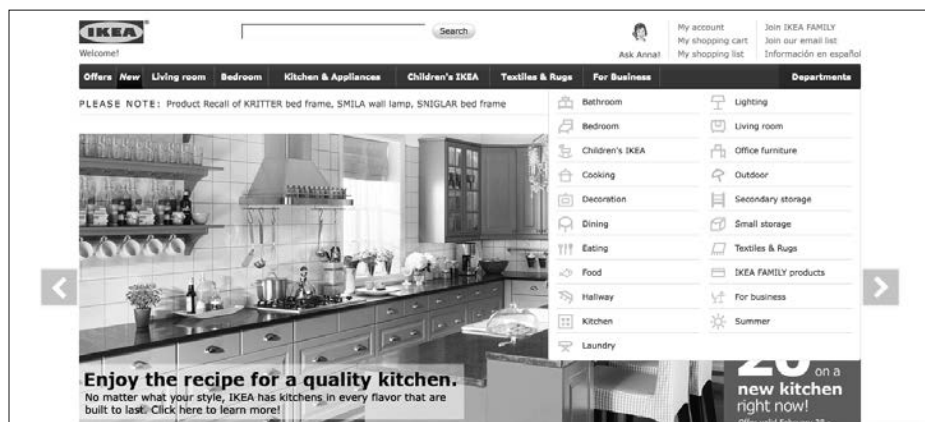 IKEA
Search
Welcome!
Ask Anna!
My account
My shopping cart
My shopping list
Join IKEA FAMILY
Join our email list
Información en español
Offers New Living room Bedroom Kitchen & Appliances Children's IKEA Textiles & Rugs For Business Departments
PLEASE NOTE: Product Recall of KRITTER bed frame, SMILA wall lamp, SNIGLAR bed frame
Bathroom
Bedroom
Children's IKEA
Cooking
Decoration
Dining
Eating
Food
Hallway
Kitchen
Laundry
Lighting
Living room
Office furniture
Outdoor
Secondary storage
Small storage
Textiles & Rugs
IKEA FAMILY products
For business
Summer
Enjoy the recipe for a quality kitchen.
No matter what your style, IKEA has kitchens in every flavor that are
built to last. Click here to learn more!
on a
new kitchen
right now!